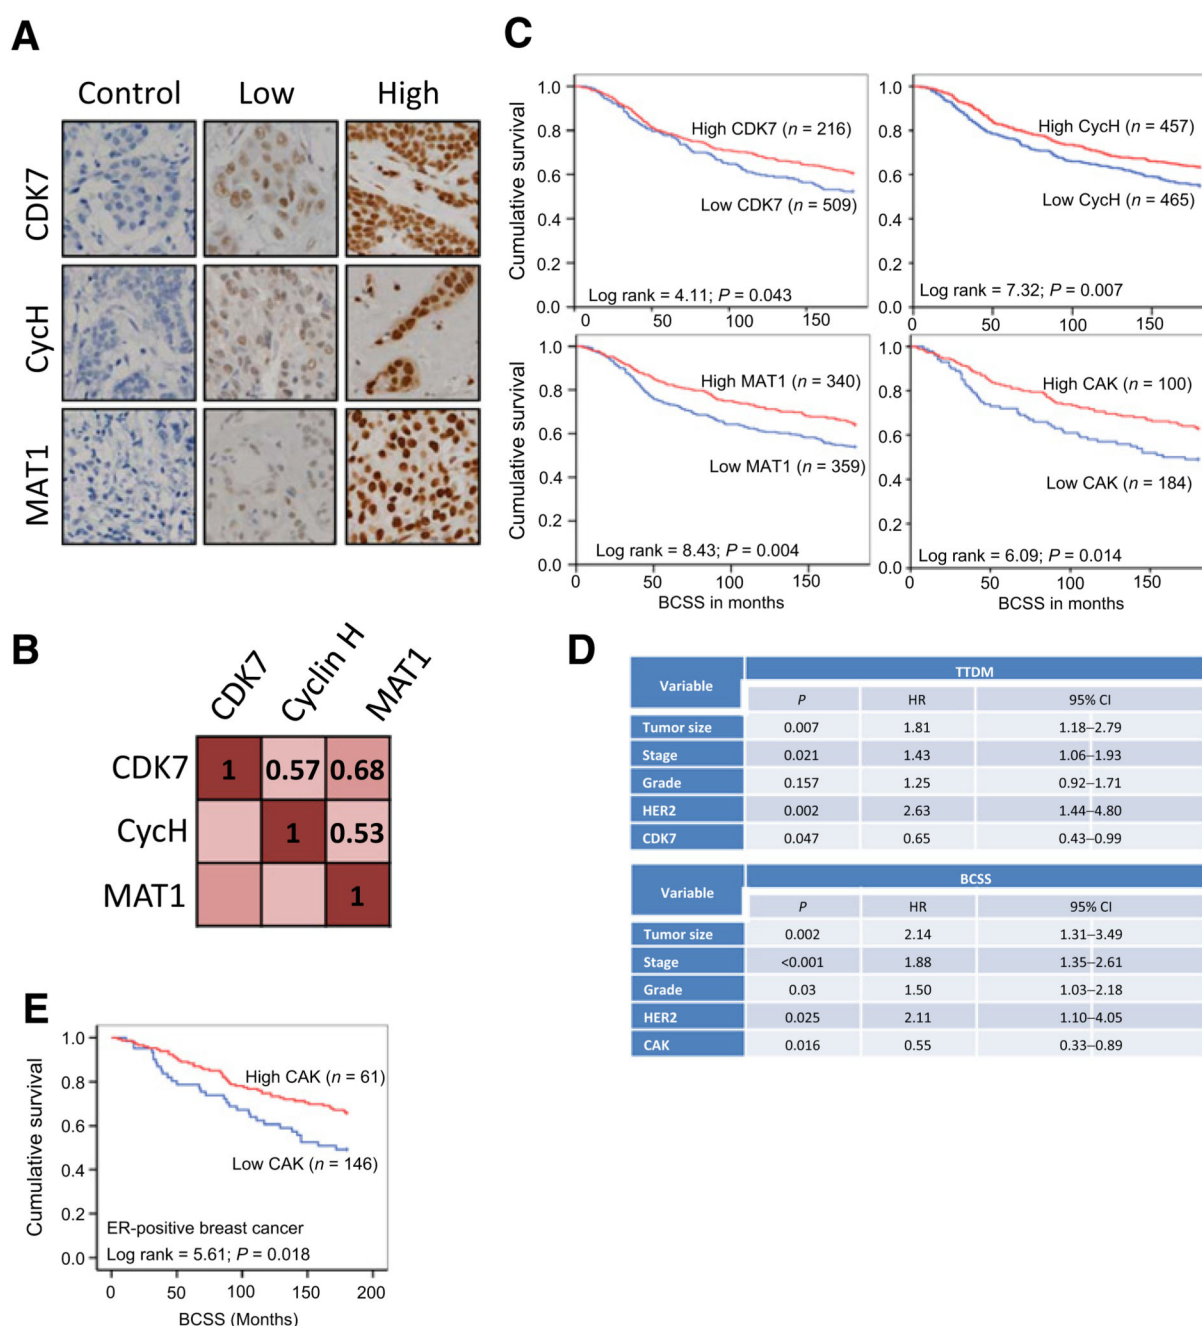 A
Control Low High
CDK7
CycH
MAT1
B
CDK7 Cyclin H MAT1
CDK7 1 0.57 0.68
CycH 1 0.53
MAT1 1
C
Cumulative survival
1.0
0.8
0.6
0.4
0.2
0.0
High CDK7 (n = 216)
Low CDK7 (n = 509)
Log rank = 4.11; P = 0.043
0 50 100 150
1.0
0.8
0.6
0.4
0.2
0.0
High CycH (n = 457)
Low CycH (n = 465)
Log rank = 7.32; P = 0.007
0 50 100 150
Cumulative survival
1.0
0.8
0.6
0.4
0.2
0.0
High MAT1 (n = 340)
Low MAT1 (n = 359)
Log rank = 8.43; P = 0.004
0 50 100 150
BCSS in months
1.0
0.8
0.6
0.4
0.2
0.0
High CAK (n = 100)
Low CAK (n = 184)
Log rank = 6.09; P = 0.014
0 50 100 150
BCSS in months
D
Variable TTDM
P HR 95% CI
Tumor size 0.007 1.81 1.18–2.79
Stage 0.021 1.43 1.06–1.93
Grade 0.157 1.25 0.92–1.71
HER2 0.002 2.63 1.44–4.80
CDK7 0.047 0.65 0.43–0.99
Variable BCSS
P HR 95% CI
Tumor size 0.002 2.14 1.31–3.49
Stage <0.001 1.88 1.35–2.61
Grade 0.03 1.50 1.03–2.18
HER2 0.025 2.11 1.10–4.05
CAK 0.016 0.55 0.33–0.89
E
Cumulative survival
1.0
0.8
0.6
0.4
0.2
0.0
High CAK (n = 61)
Low CAK (n = 146)
ER-positive breast cancer
Log rank = 5.61; P = 0.018
0 50 100 150 200
BCSS (Months)